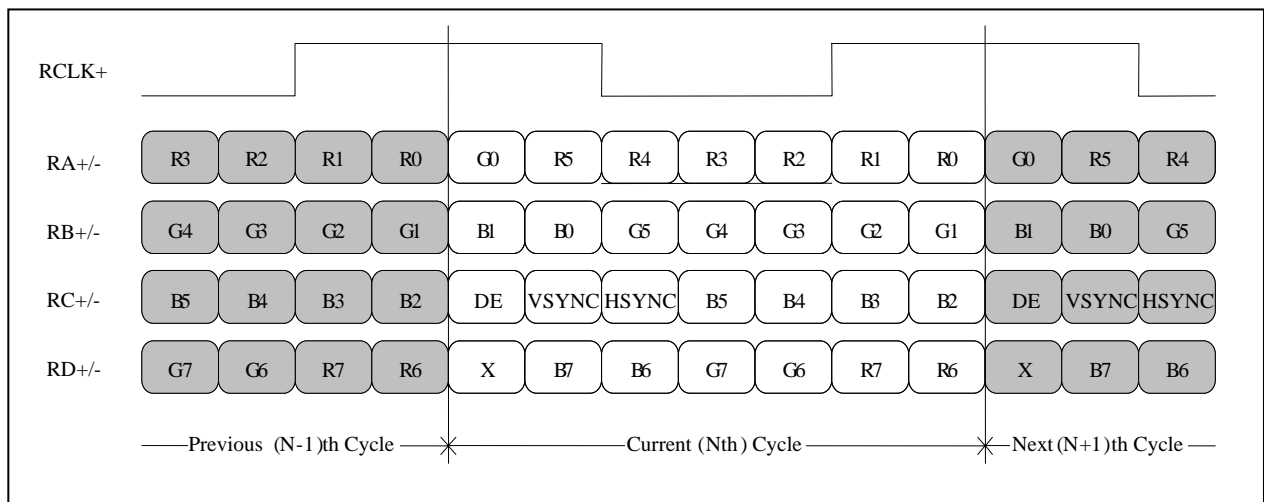 RCLK+
RA+/- R3 R2 R1 R0 G0 R5 R4 R3 R2 R1 R0 G0 R5 R4
RB+/- G4 G3 G2 G1 B1 B0 G5 G4 G3 G2 G1 B1 B0 G5
RC+/- B5 B4 B3 B2 DE VSYNC HSYNC B5 B4 B3 B2 DE VSYNC HSYNC
RD+/- G7 G6 R7 R6 X B7 B6 G7 G6 R7 R6 X B7 B6
Previous (N-1)th Cycle Current (Nth) Cycle Next (N+1)th Cycle